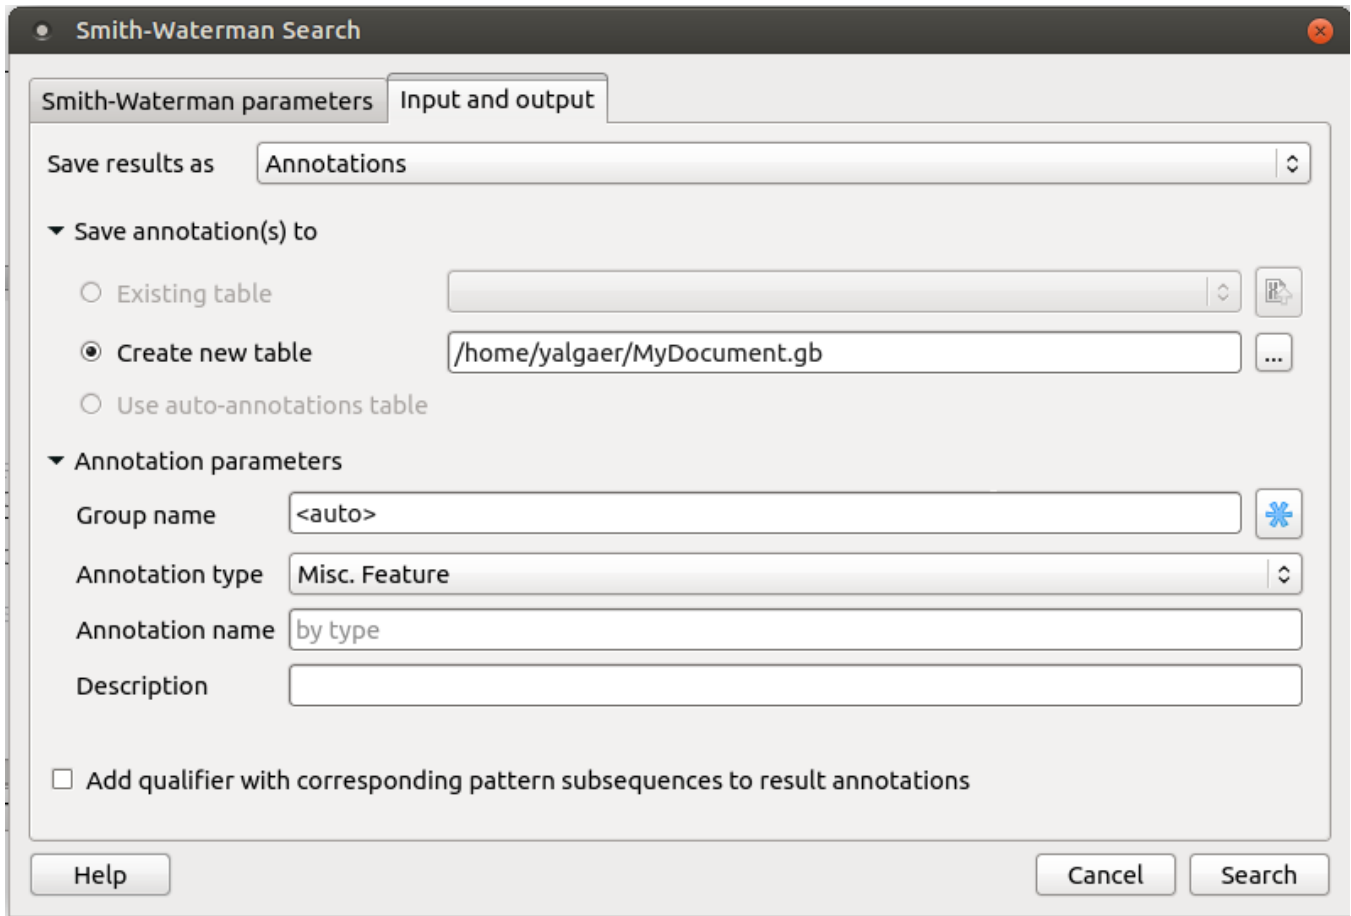 Smith-Waterman Search
Smith-Waterman parameters
Input and output
Save results as
Annotations
Save annotation(s) to
Existing table
Create new table
/home/yalgaer/MyDocument.gb
...
Use auto-annotations table
Annotation parameters
Group name
<auto>
Annotation type
Misc. Feature
Annotation name
by type
Description
Add qualifier with corresponding pattern subsequences to result annotations
Help
Cancel
Search